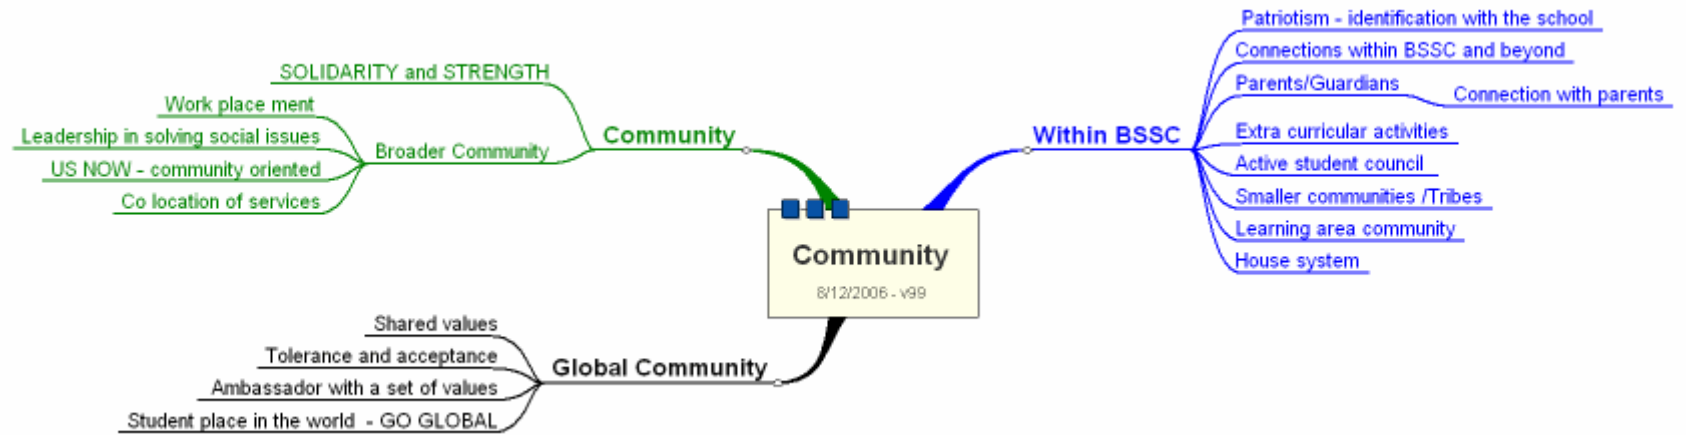 Community
8/12/2006 - v99
Community
SOLIDARITY and STRENGTH
Broader Community
Work place ment
Leadership in solving social issues
US NOW - community oriented
Co location of services
Within BSSC
Patriotism - identification with the school
Connections within BSSC and beyond
Parents/Guardians
Connection with parents
Extra curricular activities
Active student council
Smaller communities /Tribes
Learning area community
House system
Global Community
Shared values
Tolerance and acceptance
Ambassador with a set of values
Student place in the world - GO GLOBAL